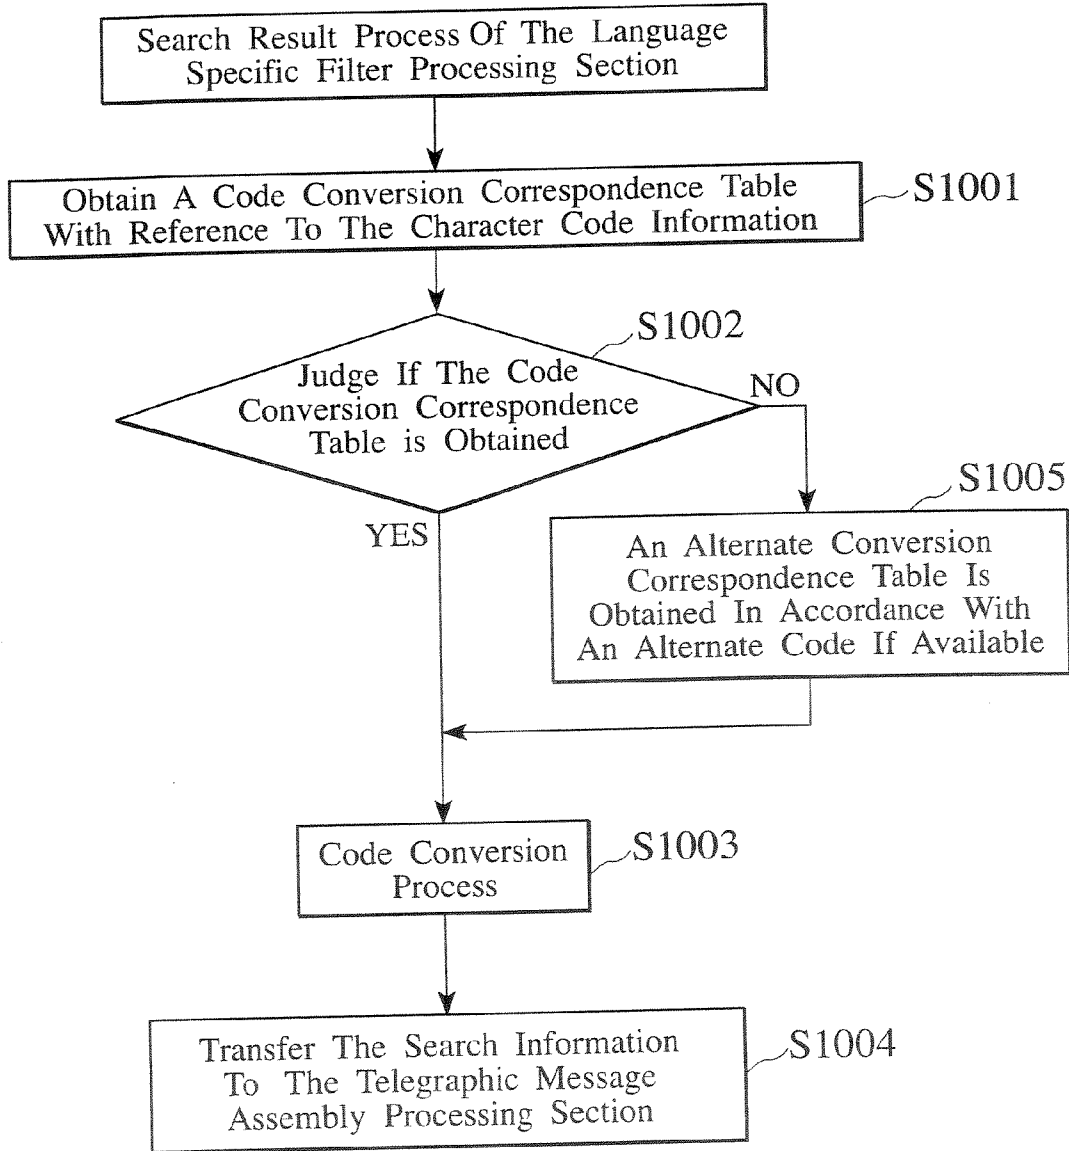 Search Result Process Of The Language
Specific Filter Processing Section
Obtain A Code Conversion Correspondence Table
With Reference To The Character Code Information
S1001
S1002
Judge If The Code
Conversion Correspondence
Table is Obtained
NO
YES
S1005
An Alternate Conversion
Correspondence Table Is
Obtained In Accordance With
An Alternate Code If Available
Code Conversion
Process
S1003
Transfer The Search Information
To The Telegraphic Message
Assembly Processing Section
S1004